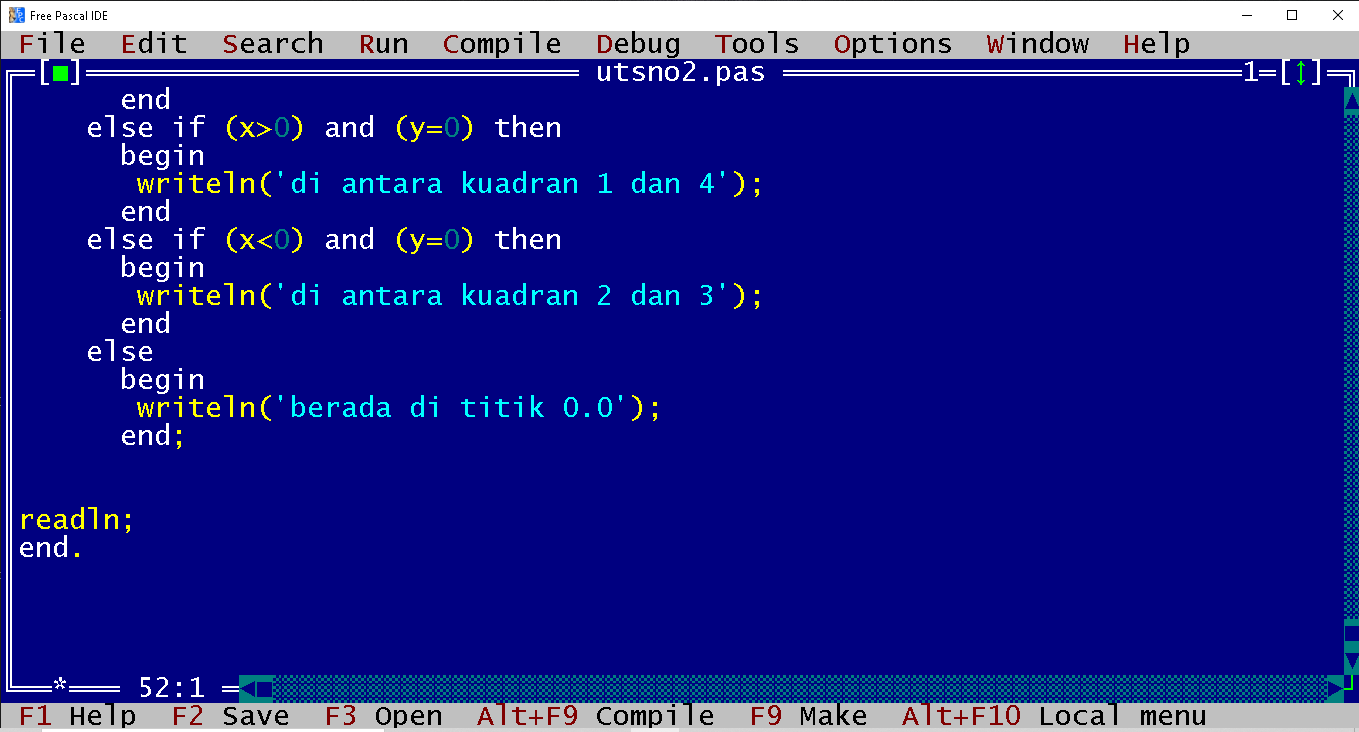 Free Pascal IDE
File Edit Search Run Compile Debug Tools Options Window Help
utsno2.pas 1
end
else if (x>0) and (y=0) then
begin
writeln('di antara kuadran 1 dan 4');
end
else if (x<0) and (y=0) then
begin
writeln('di antara kuadran 2 dan 3');
end
else
begin
writeln('berada di titik 0.0');
end;
readln;
end.
* 52:1
F1 Help F2 Save F3 Open Alt+F9 Compile F9 Make Alt+F10 Local menu